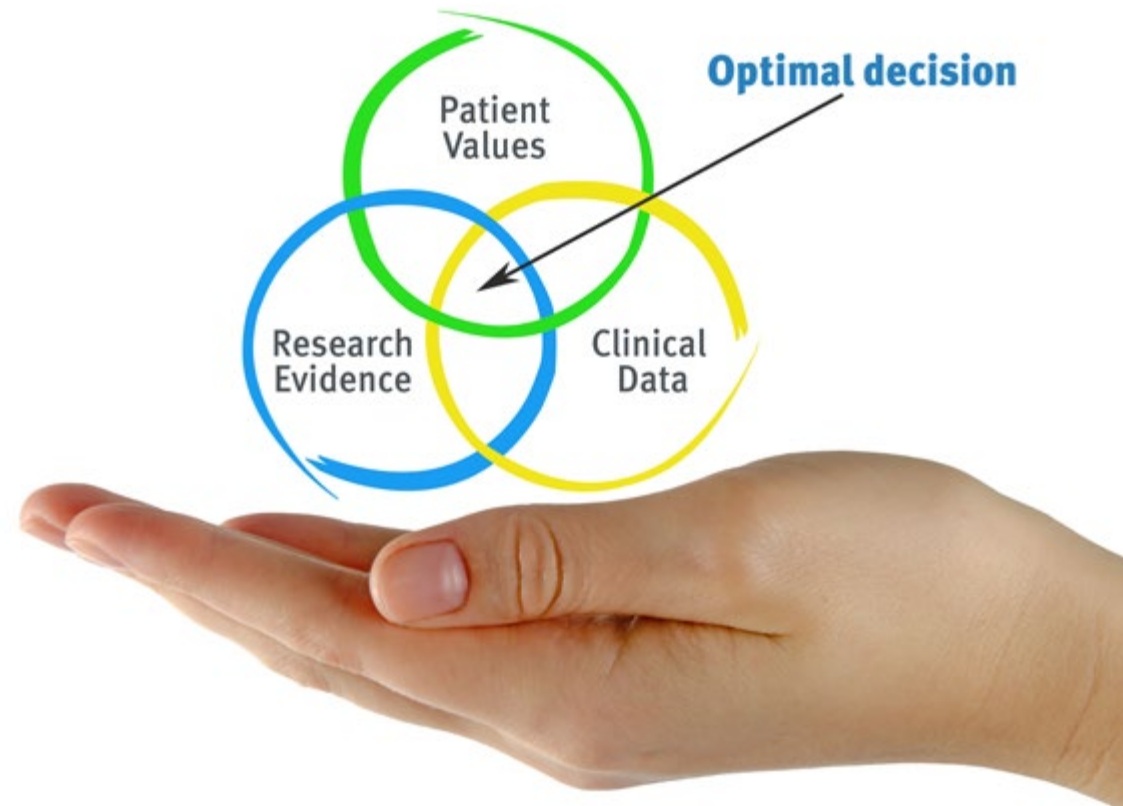 Optimal decision
Patient
Values
Research
Evidence
Clinical
Data